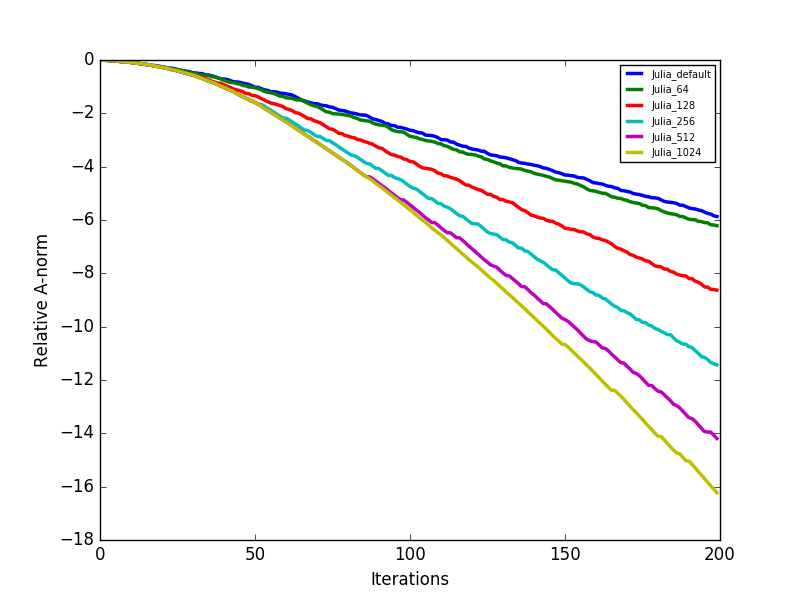 0
−2
−4
−6
−8
−10
−12
−14
−16
−18
Relative A-norm
0 50 100 150 200
Iterations
Julia_default
Julia_64
Julia_128
Julia_256
Julia_512
Julia_1024